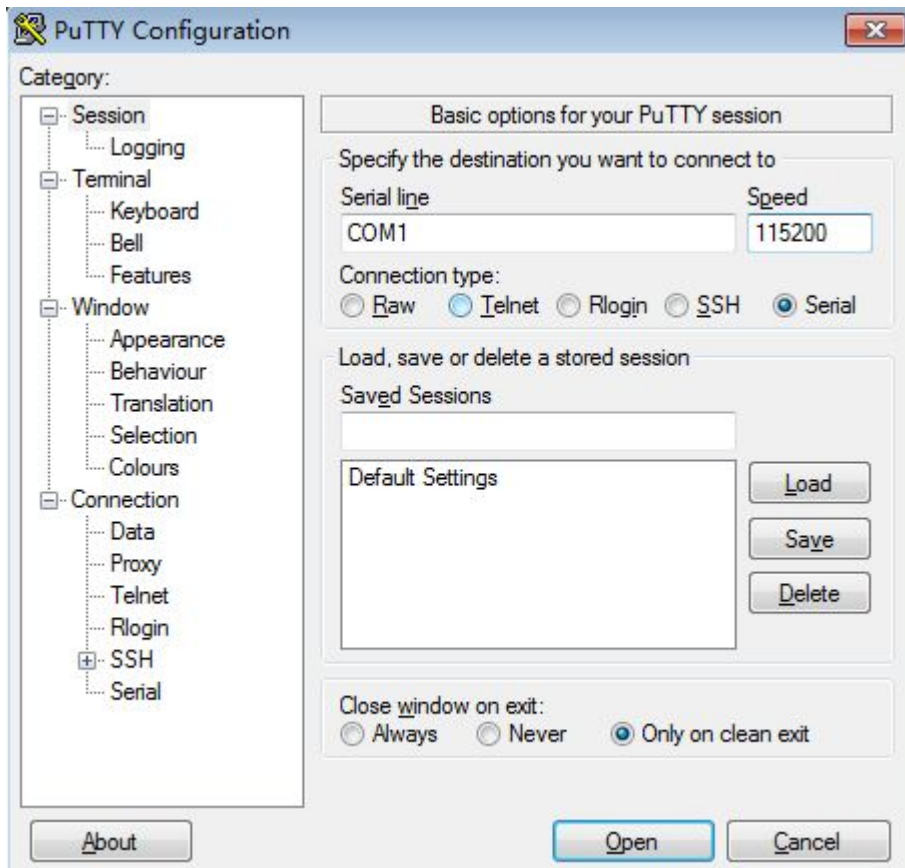 PuTTY Configuration
Category:
Session
Logging
Terminal
Keyboard
Bell
Features
Window
Appearance
Behaviour
Translation
Selection
Colours
Connection
Data
Proxy
Telnet
Rlogin
SSH
Serial
Basic options for your PuTTY session
Specify the destination you want to connect to
Serial line Speed
COM1 115200
Connection type:
Raw Telnet Rlogin SSH Serial
Load, save or delete a stored session
Saved Sessions
Default Settings
Load
Save
Delete
Close window on exit:
Always Never Only on clean exit
About Open Cancel